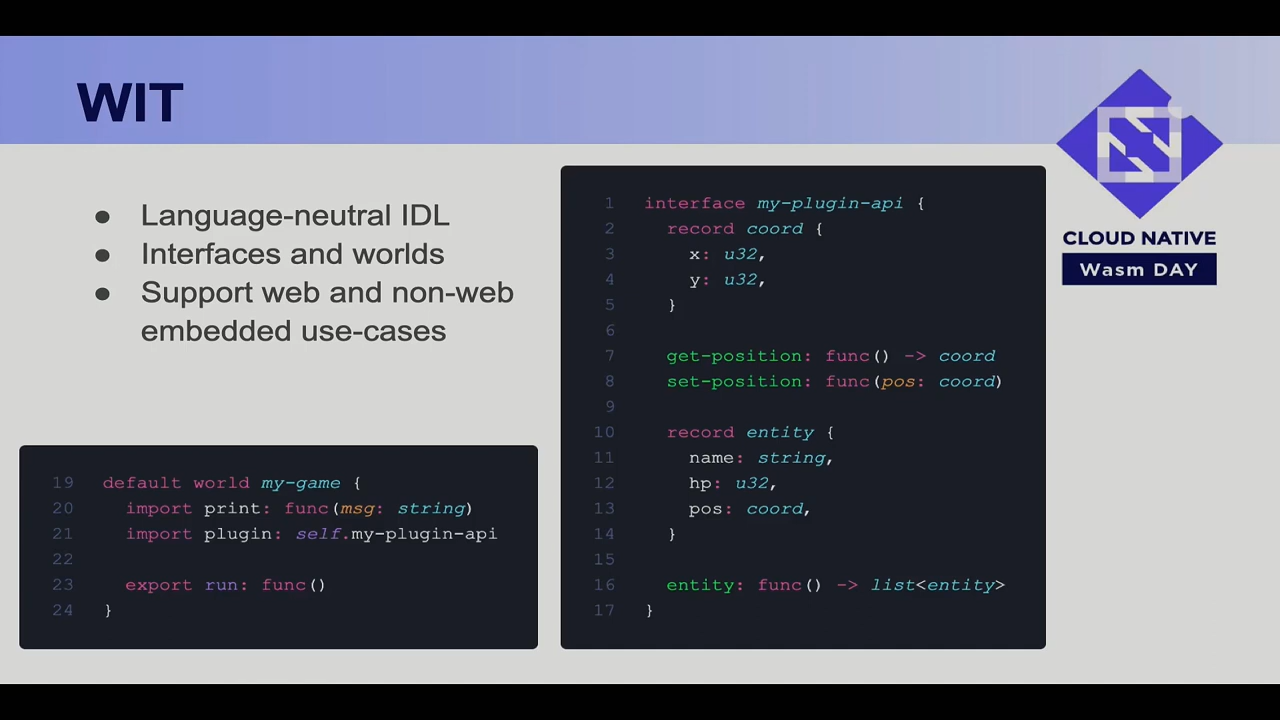 WIT
● Language-neutral IDL
● Interfaces and worlds
● Support web and non-web
embedded use-cases
19 default world my-game {
20 import print: func(msg: string)
21 import plugin: self.my-plugin-api
22
23 export run: func()
24 }
1 interface my-plugin-api {
2 record coord {
3 x: u32,
4 y: u32,
5 }
6
7 get-position: func() -> coord
8 set-position: func(pos: coord)
9
10 record entity {
11 name: string,
12 hp: u32,
13 pos: coord,
14 }
15
16 entity: func() -> list<entity>
17 }
CLOUD NATIVE
Wasm DAY